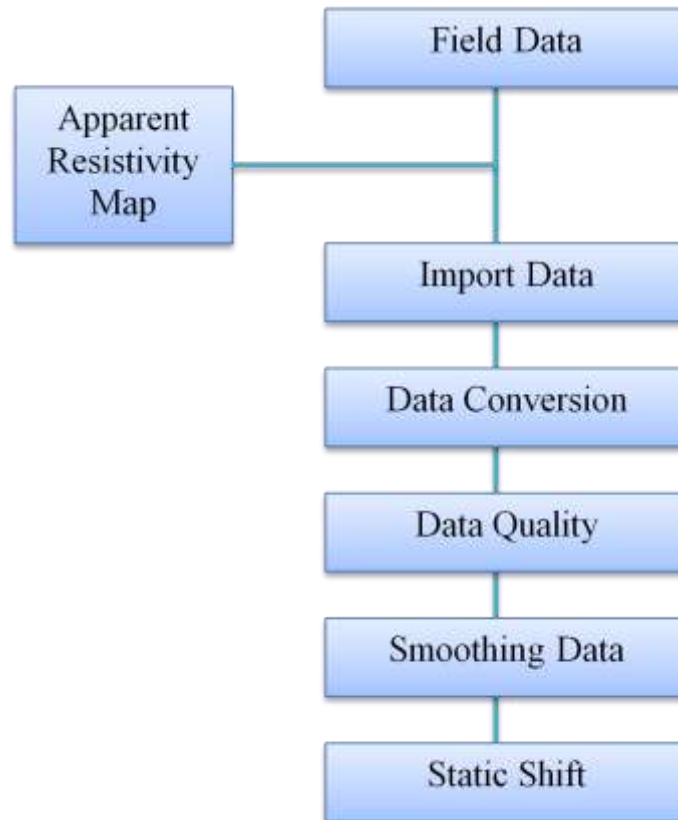 Field Data
Apparent
Resistivity
Map
Import Data
Data Conversion
Data Quality
Smoothing Data
Static Shift